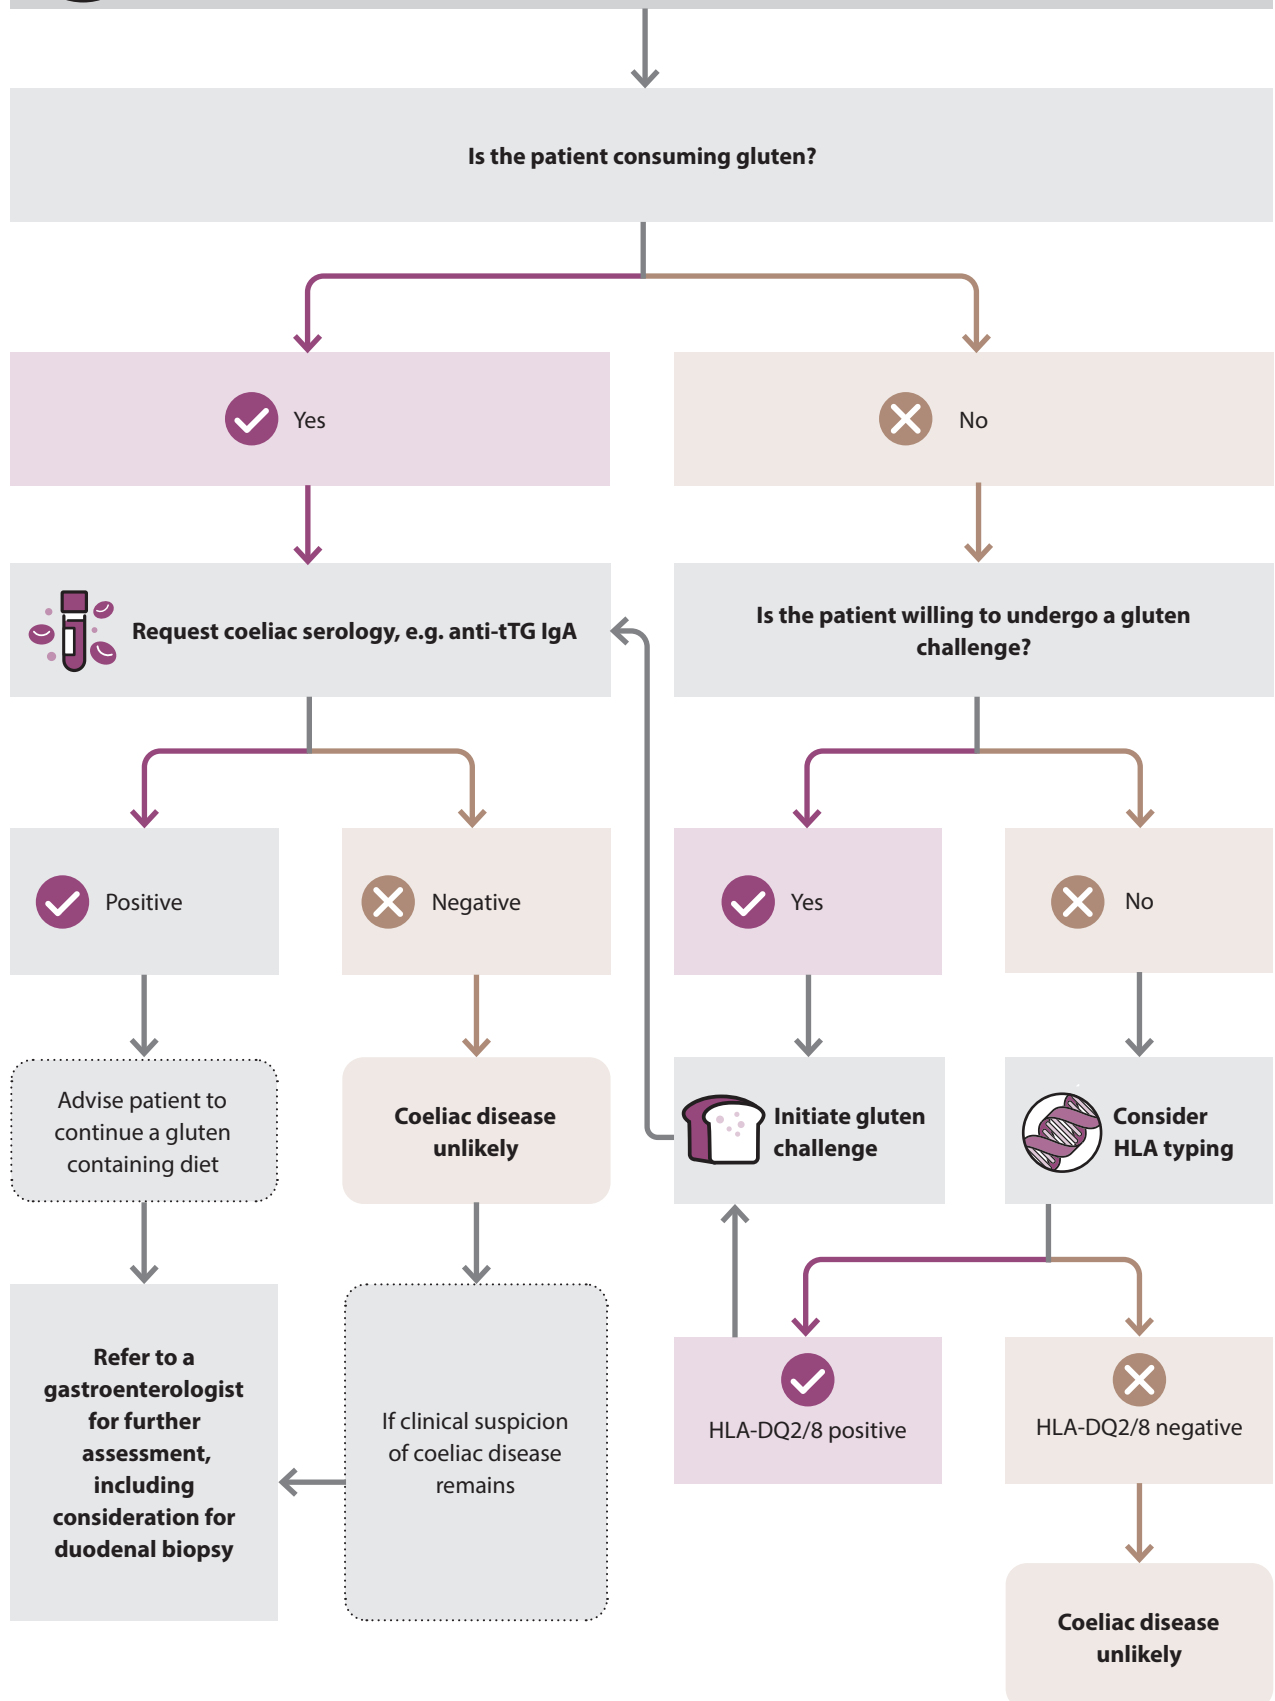 Is the patient consuming gluten?
Yes
No
Request coeliac serology, e.g. anti-tTG IgA
Is the patient willing to undergo a gluten
challenge?
Positive
Negative
Yes
No
Advise patient to
continue a gluten
containing diet
Coeliac disease
unlikely
Initiate gluten
challenge
Consider
HLA typing
Refer to a
gastroenterologist
for further
assessment,
including
consideration for
duodenal biopsy
If clinical suspicion
of coeliac disease
remains
HLA-DQ2/8 positive
HLA-DQ2/8 negative
Coeliac disease
unlikely